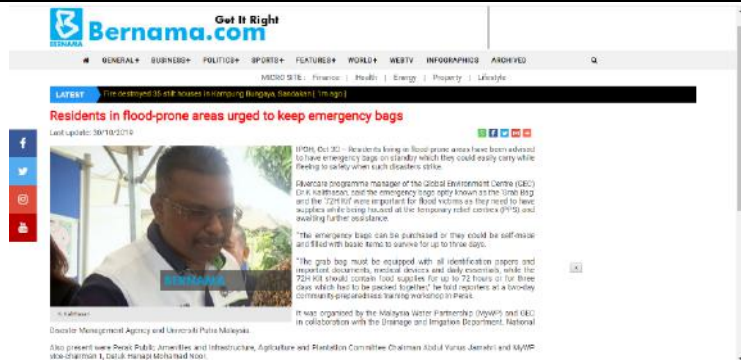 Get It Right
Bernama.com
BERNAMA
GENERAL+ BUSINESS+ POLITICS+ SPORTS+ FEATURES+ WORLD+ WEBTV INFOGRAPHICS ARCHIVED
MICRO SITE : Finance | Health | Energy | Property | Lifestyle
LATEST Fire destroyed 35 stilt houses in Kampung Bungaya, Sandakan [ 1m ago ]
Residents in flood-prone areas urged to keep emergency bags
Last update: 30/10/2019
IPOH, Oct 30 -- Residents living in flood-prone areas have been advised
to have emergency bags on standby which they could easily carry while
fleeing to safety when such disasters strike.
Rivercare programme manager of the Global Environment Centre (GEC)
Dr K Kalithasan, said the emergency bags aptly known as the 'Grab Bag'
and the '72H Kit' were important for flood victims as they need to have
supplies while being housed at the temporary relief centres (PPS) and
awaiting further assistance.
"The emergency bags can be purchased or they could be self-made
and filled with basic items to survive for up to three days.
"The grab bag must be equipped with all identification papers and
important documents, medical devices and daily essentials, while the
72H Kit should contain food supplies for up to 72 hours or for three
days which had to be packed together," he told reporters at a two-day
community-preparedness training workshop in Perak.
BERNAMA
K Kalithasan
It was organised by the Malaysia Water Partnership (MyWP) and GEC
in collaboration with the Drainage and Irrigation Department, National
Disaster Management Agency and Universiti Putra Malaysia.
Also present were Perak Public Amenities and Infrastructure, Agriculture and Plantation Committee Chairman Abdul Yunus Jamahri and MyWP
vice-chairman 1, Datuk Hanapi Mohamad Noor.